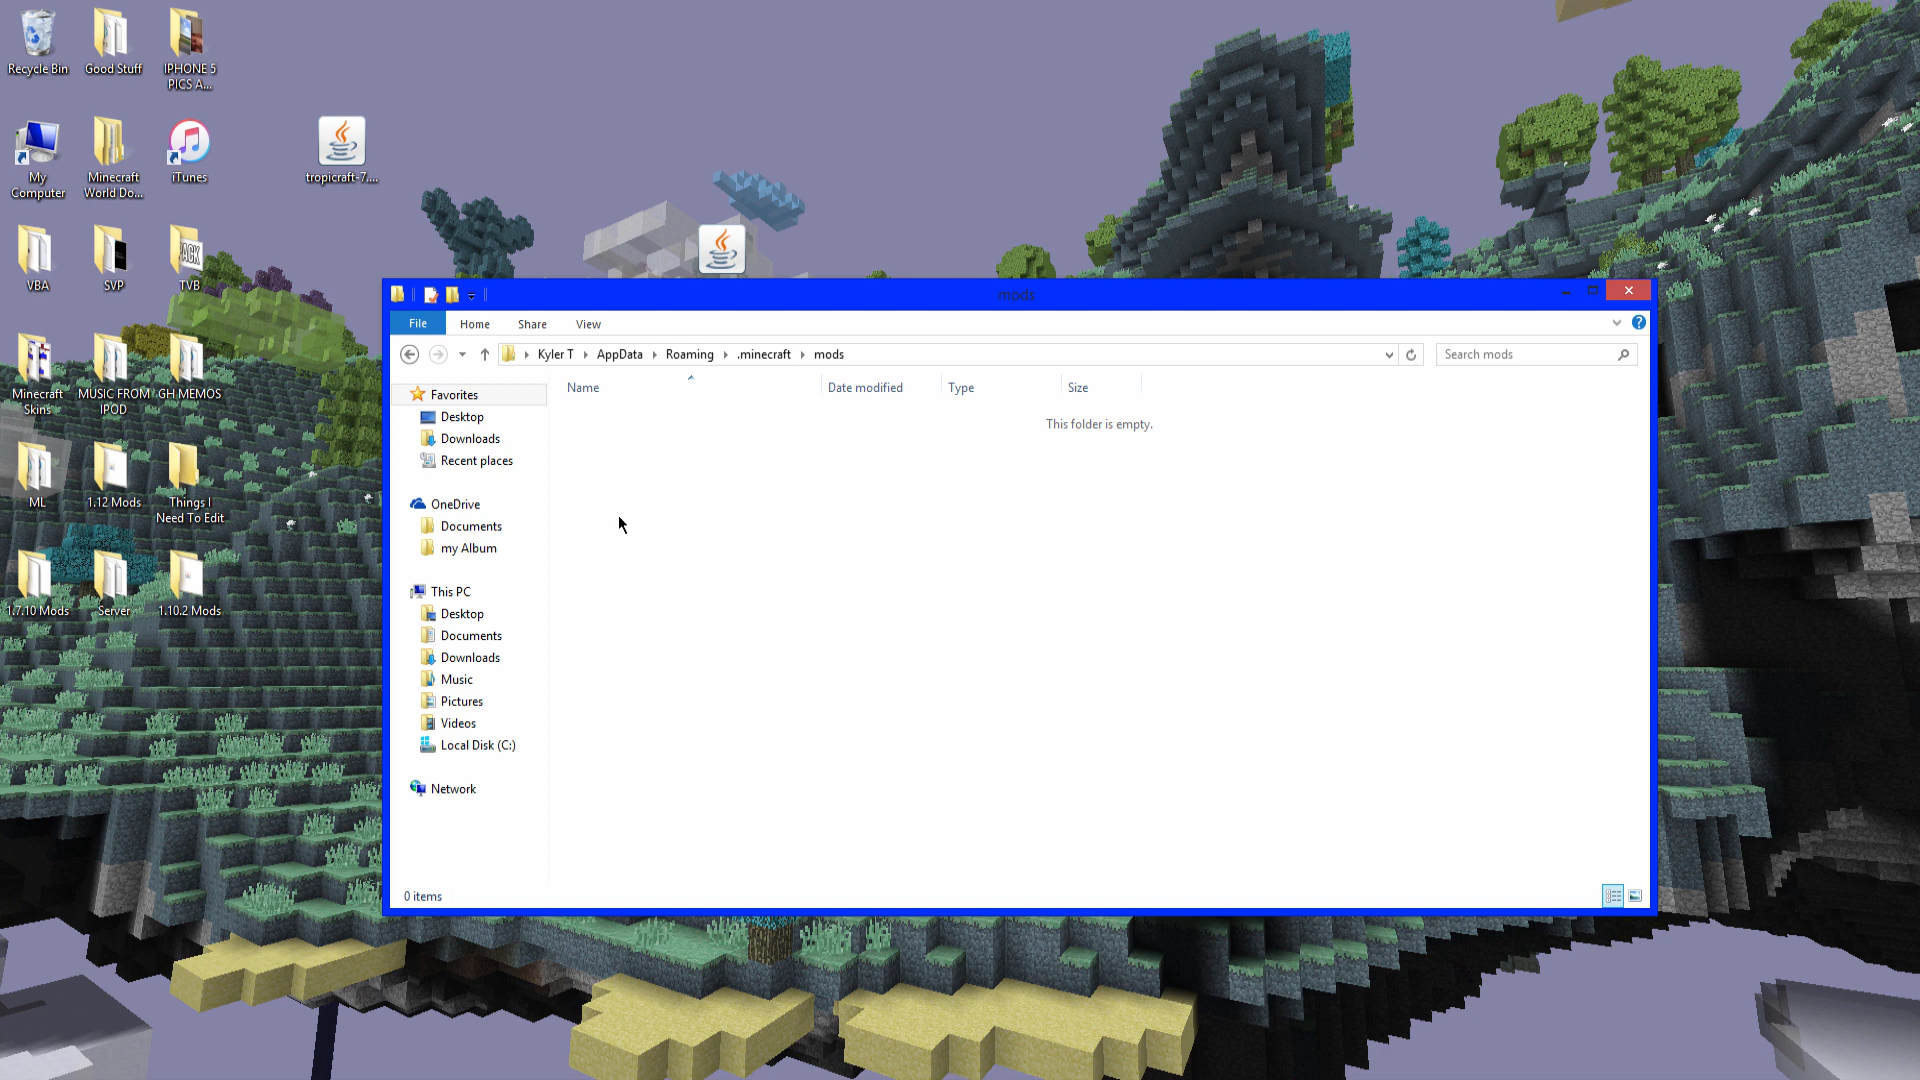 Recycle Bin
Good Stuff
IPHONE 5
PICS A...
My
Computer
Minecraft
World Do...
iTunes
tropicraft-7....
VBA
SVP
TVB
Minecraft
Skins
MUSIC FROM
IPOD
GH MEMOS
ML
1.12 Mods
Things I
Need To Edit
1.7.10 Mods
Server
1.10.2 Mods
PACK
mods
File
Home
Share
View
Kyler T
AppData
Roaming
.minecraft
mods
Search mods
Name
Date modified
Type
Size
This folder is empty.
Favorites
Desktop
Downloads
Recent places
OneDrive
Documents
my Album
This PC
Desktop
Documents
Downloads
Music
Pictures
Videos
Local Disk (C:)
Network
0 items